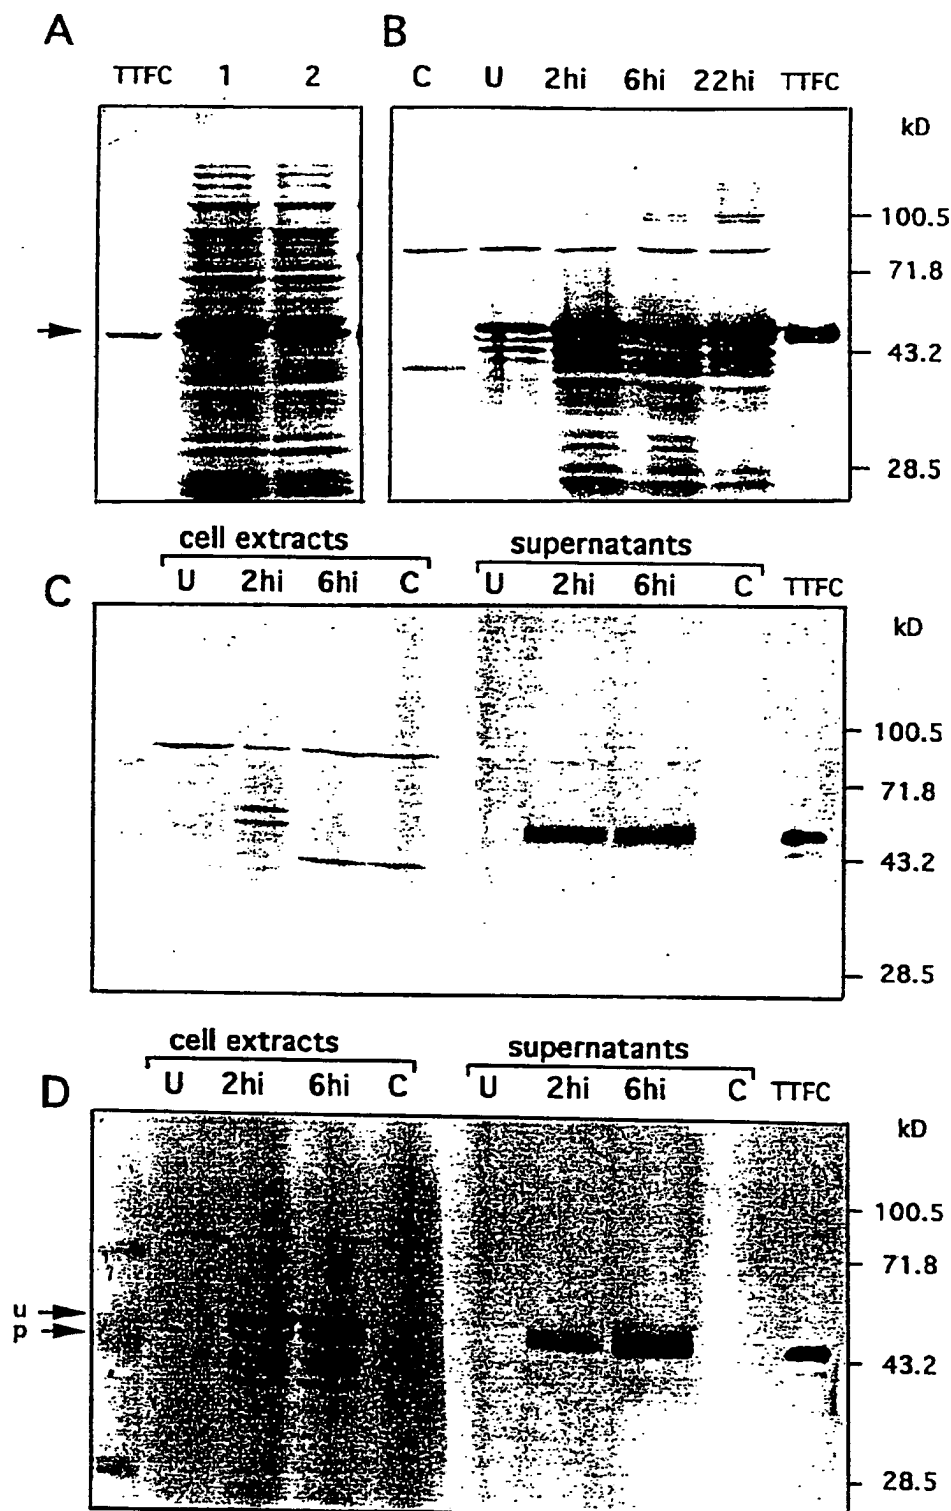 A
B
TTFC 1 2
C U 2hi 6hi 22hi TTFC
kD
100.5
71.8
43.2
28.5
cell extracts supernatants
C
U 2hi 6hi C U 2hi 6hi C TTFC
kD
100.5
71.8
43.2
28.5
cell extracts supernatants
D
U 2hi 6hi C U 2hi 6hi C TTFC
kD
100.5
71.8
u
p
43.2
28.5